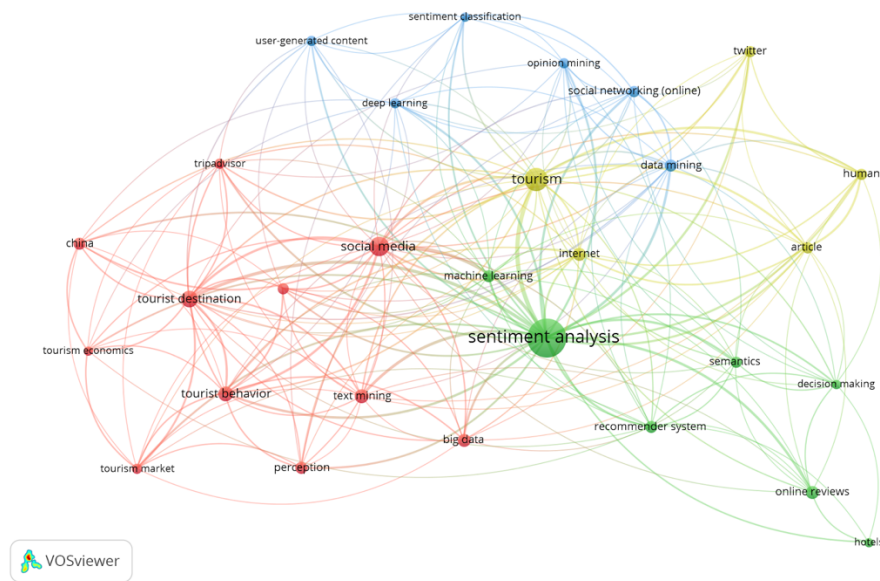 sentiment classification
user-generated content
twitter
opinion mining
social networking (online)
deep learning
tripadvisor
data mining
tourism
human
china
social media
article
internet
machine learning
tourist destination
sentiment analysis
tourism economics
semantics
decision making
tourist behavior
text mining
recommender system
big data
tourism market
perception
online reviews
hotels
VOSviewer